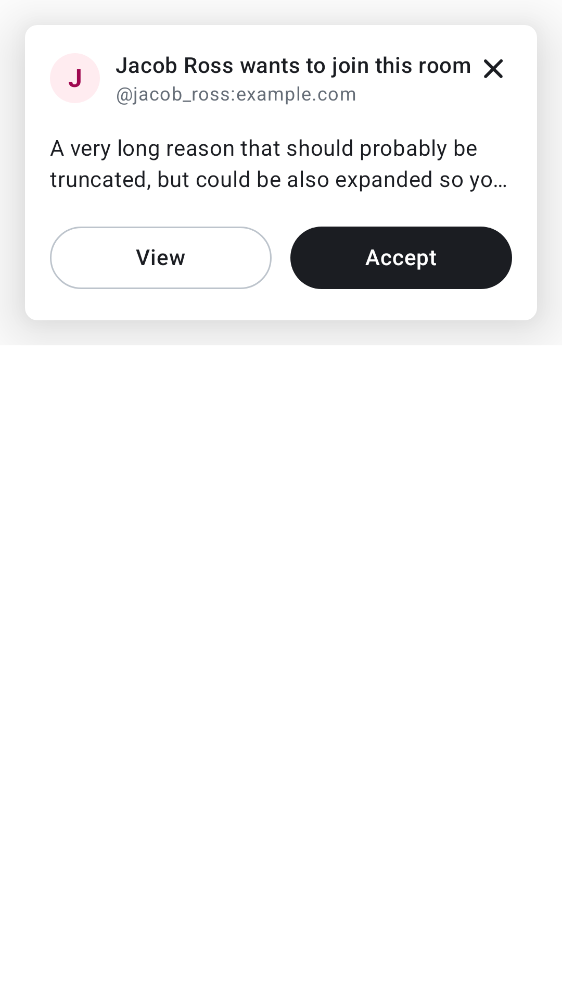 J
Jacob Ross wants to join this room
@jacob_ross:example.com
A very long reason that should probably be
truncated, but could be also expanded so yo…
View
Accept